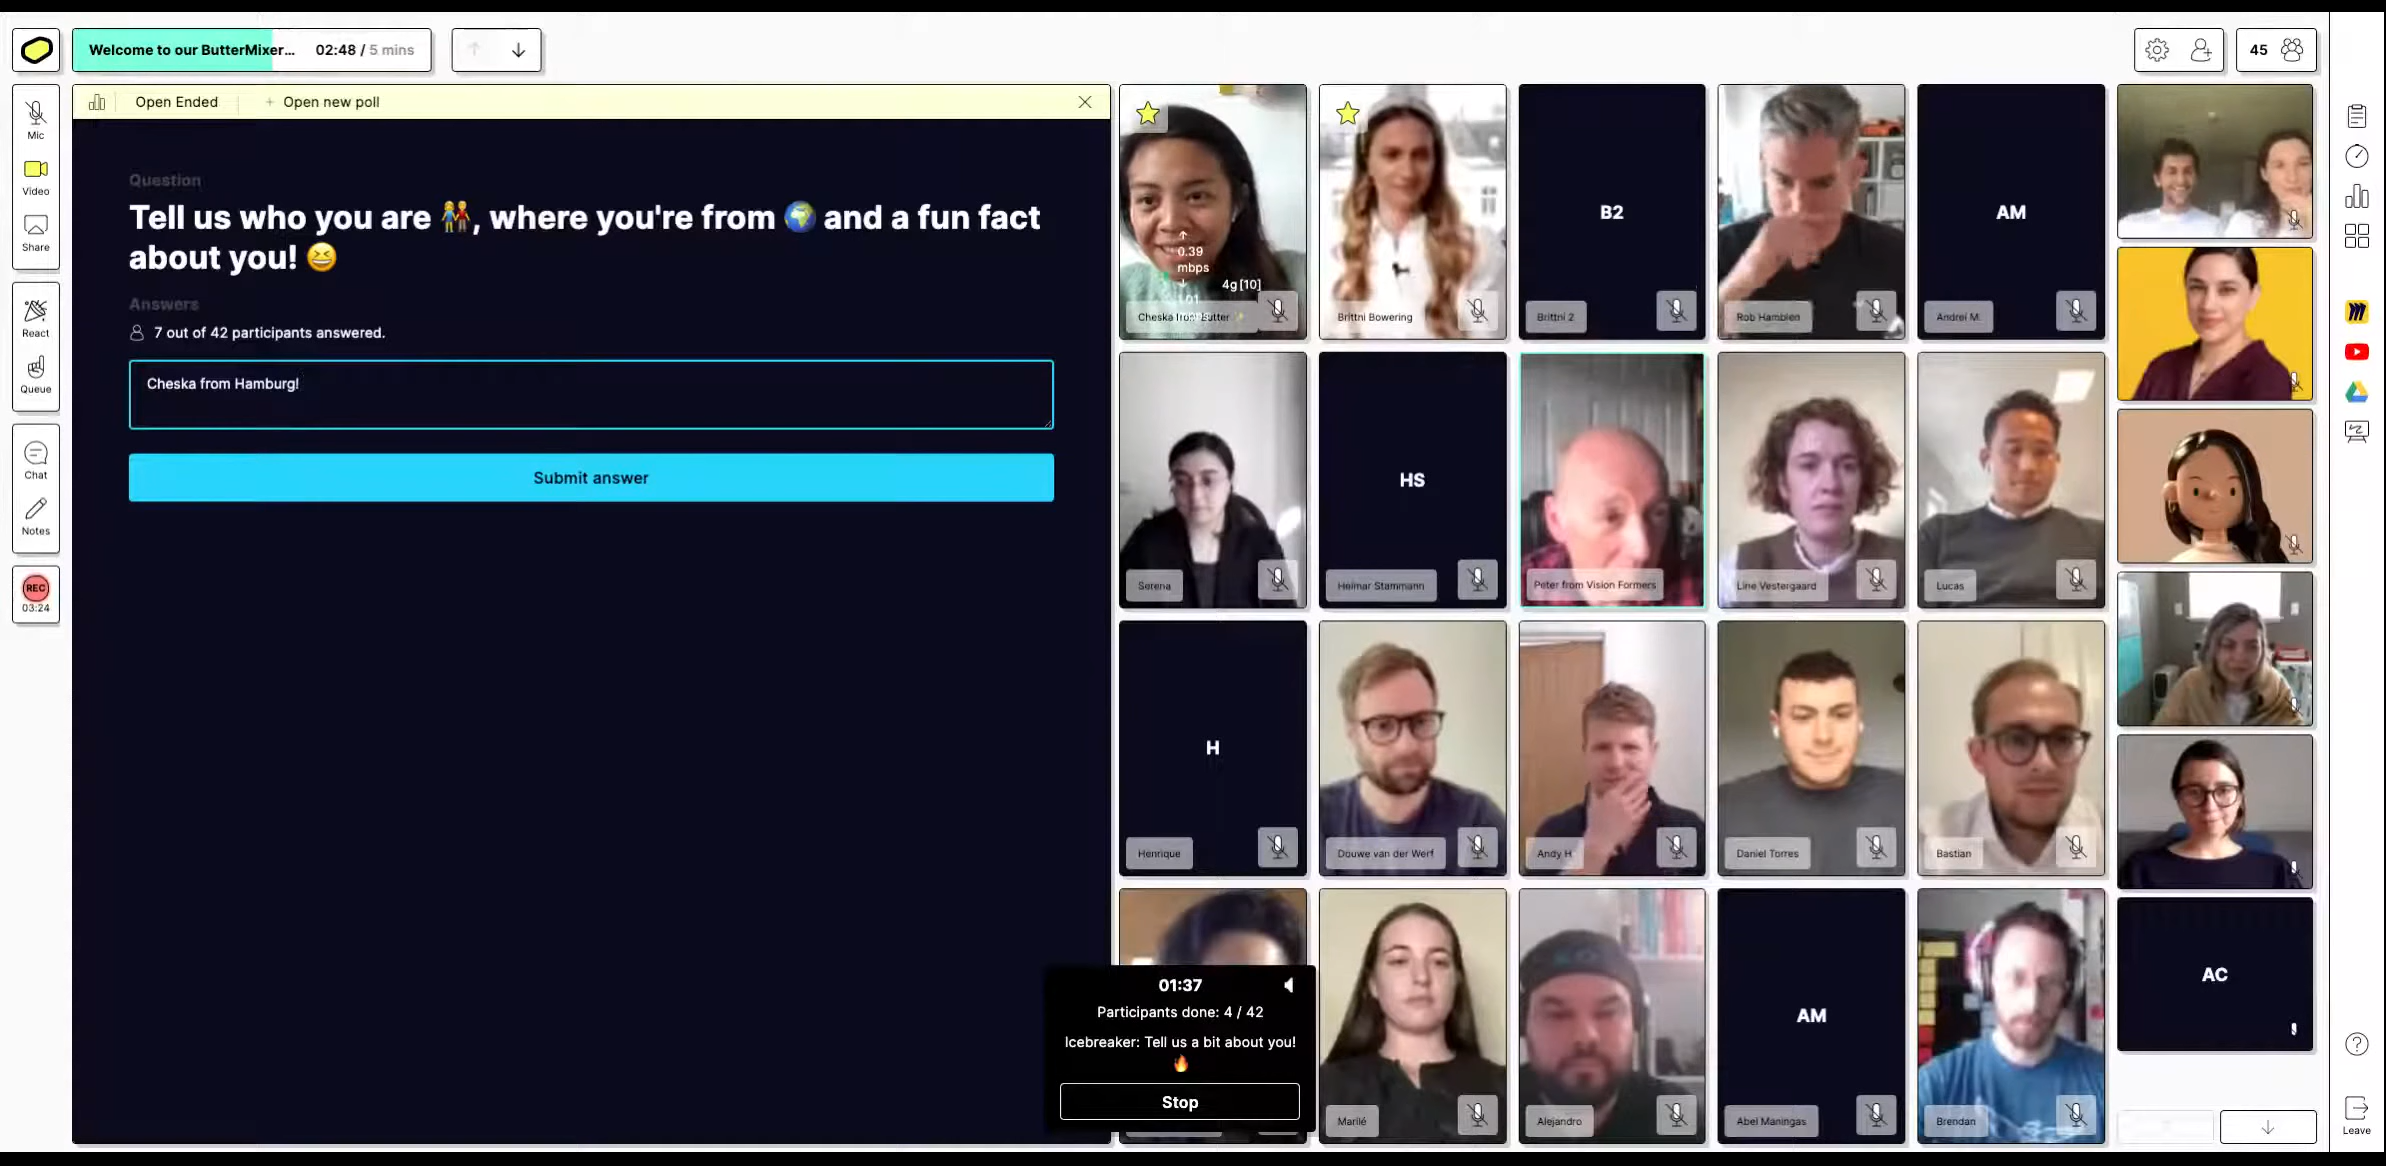 Welcome to our ButterMixer... 02:48 / 5 mins
45
Mic
Video
Share
React
Queue
Chat
Notes
REC
03:24
Open Ended + Open new poll
Question
Tell us who you are 👫, where you're from 🌍 and a fun fact
about you! 😆
Answers
7 out of 42 participants answered.
Cheska from Hamburg!
Submit answer
↑
0.39
mbps
↓
4g [10]
Cheska from Butter ✨
Brittni Bowering
B2
Brittni 2
Rob Hamblen
AM
Andrei M.
Serena
HS
Helmar Stammann
Peter from Vision Formers
Line Vestergaard
Lucas
H
Henrique
Douwe van der Werf
Andy H
Daniel Torres
Bastian
01:37
Participants done: 4 / 42
Icebreaker: Tell us a bit about you!
🔥
Stop
Marilé
Alejandro
AM
Abel Maningas
Brendan
AC
Leave